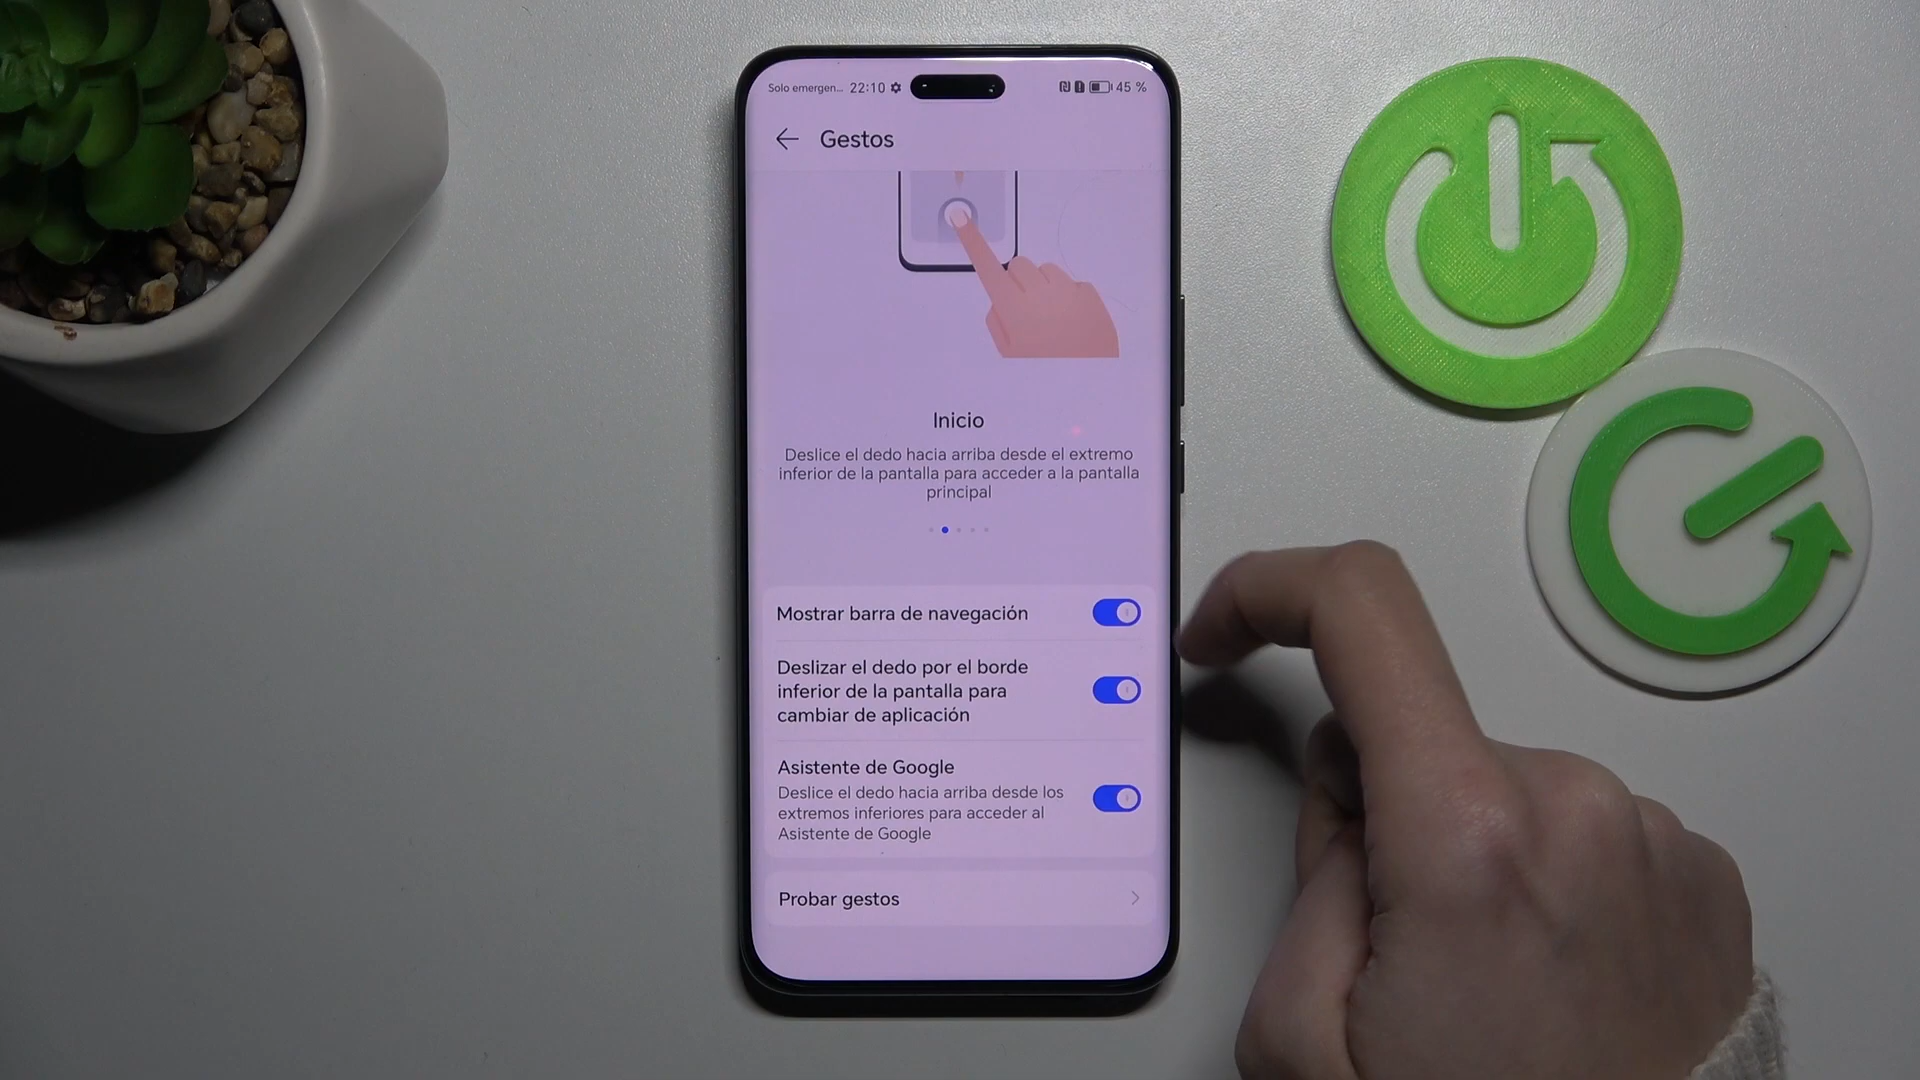 Solo emergen... 22:10 45 %
Gestos
Inicio
Deslice el dedo hacia arriba desde el extremo
inferior de la pantalla para acceder a la pantalla
principal
Mostrar barra de navegación
Deslizar el dedo por el borde
inferior de la pantalla para
cambiar de aplicación
Asistente de Google
Deslice el dedo hacia arriba desde los
extremos inferiores para acceder al
Asistente de Google
Probar gestos